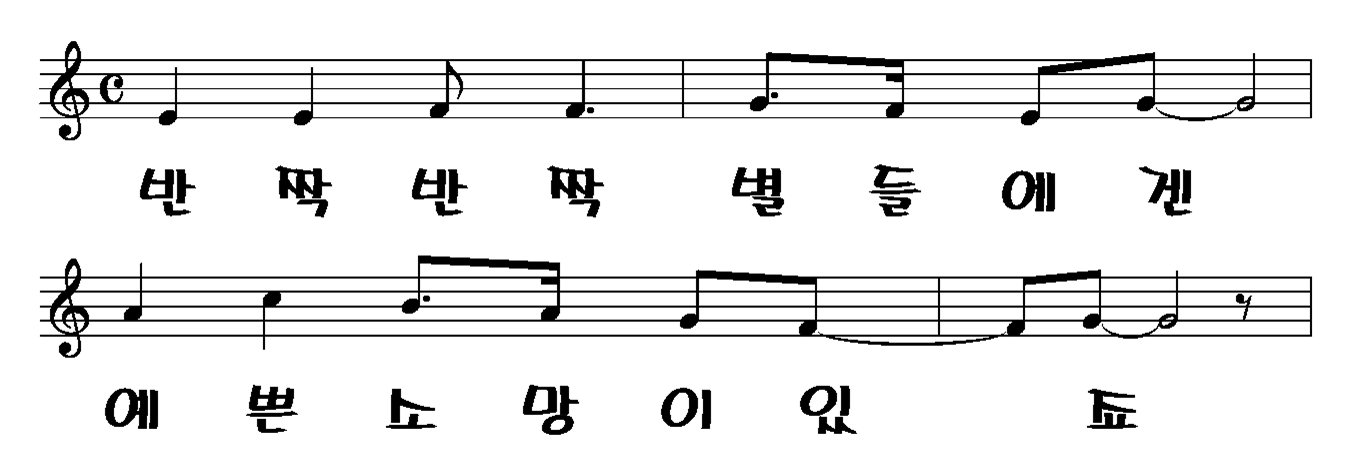 반 짝 반 짝 별 들 에 겐
예 쁜 소 망 이 있 죠